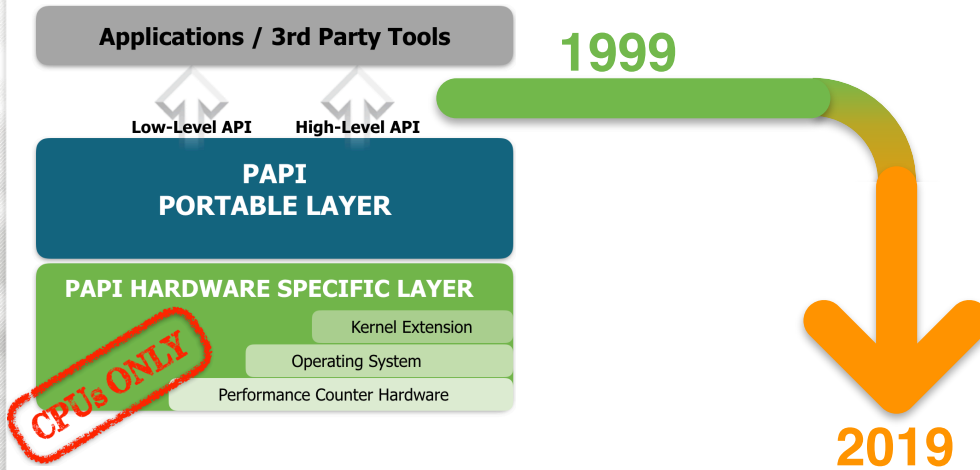 Applications / 3rd Party Tools
1999
Low-Level API
High-Level API
PAPI
PORTABLE LAYER
PAPI HARDWARE SPECIFIC LAYER
Kernel Extension
Operating System
Performance Counter Hardware
CPUs ONLY
2019